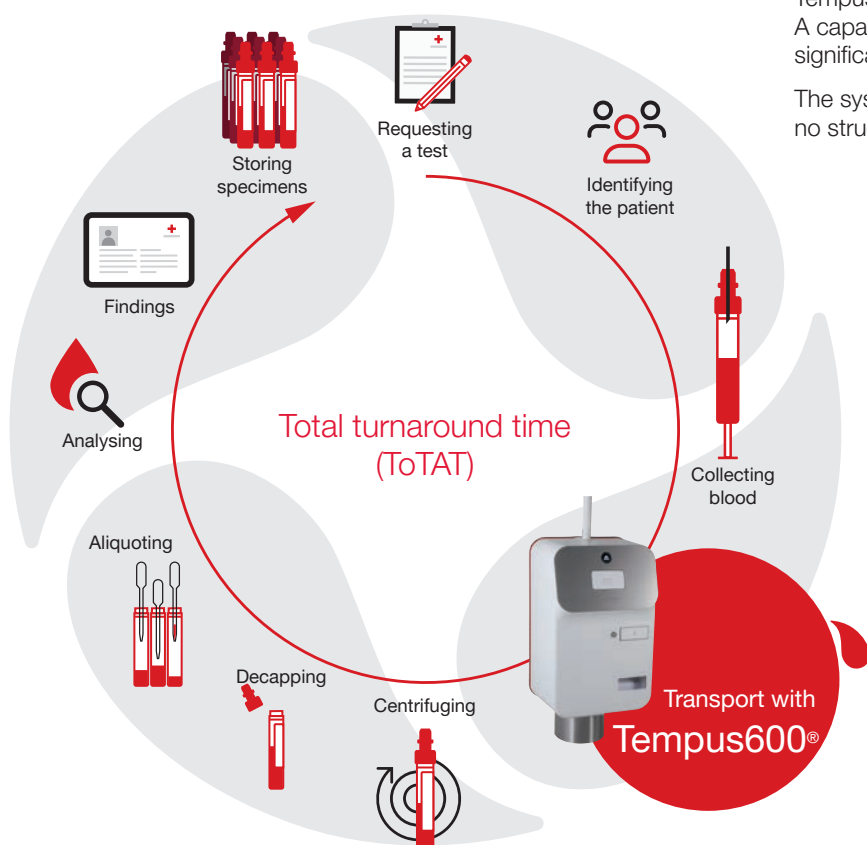 Tempus
A capa
significa
The sys
no stru
Requesting
a test
Identifying
the patient
Collecting
blood
Transport with
Tempus600®
Centrifuging
Decapping
Aliquoting
Analysing
Findings
Storing
specimens
Total turnaround time
(ToTAT)